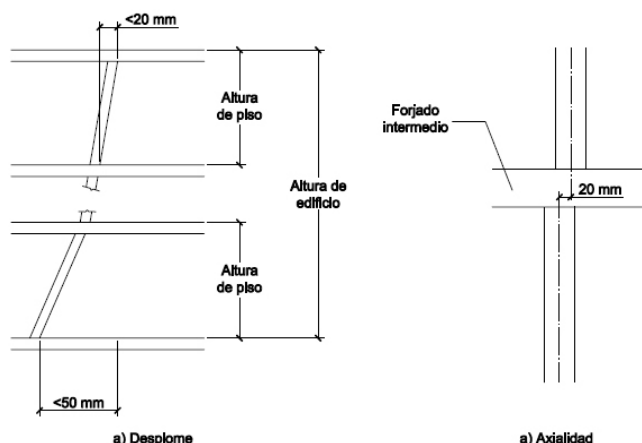 <20 mm
Altura
de piso
Forjado
intermedio
20 mm
Altura de
edificio
Altura
de piso
<50 mm
a) Desplome
a) Axialidad